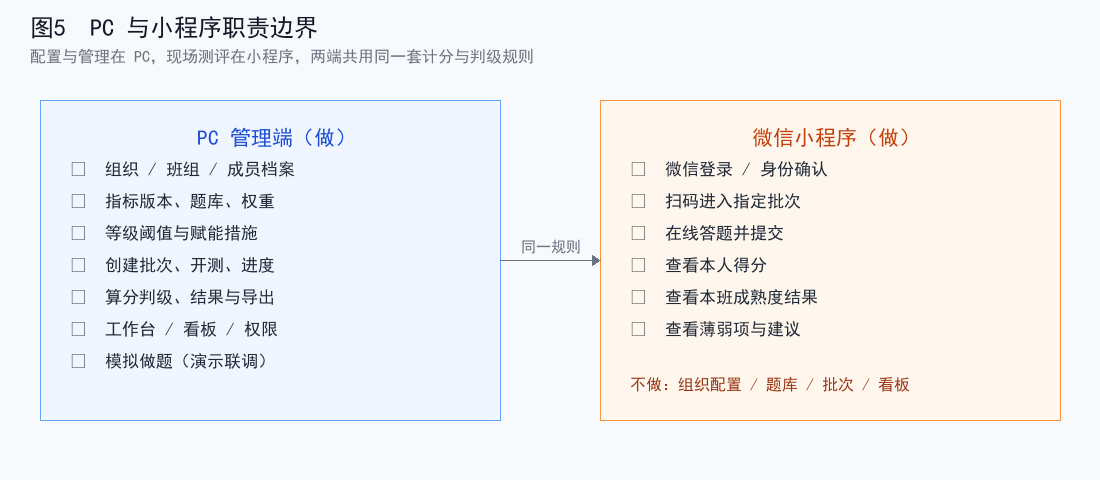 图5 PC 与小程序职责边界
配置与管理在 PC，现场测评在小程序，两端共用同一套计分与判级规则
PC 管理端（做）
□ 组织 / 班组 / 成员档案
□ 指标版本、题库、权重
□ 等级阈值与赋能措施
□ 创建批次、开测、进度
□ 算分判级、结果与导出
□ 工作台 / 看板 / 权限
□ 模拟做题（演示联调）
同一规则
微信小程序（做）
□ 微信登录 / 身份确认
□ 扫码进入指定批次
□ 在线答题并提交
□ 查看本人得分
□ 查看本班成熟度结果
□ 查看薄弱项与建议
不做：组织配置 / 题库 / 批次 / 看板